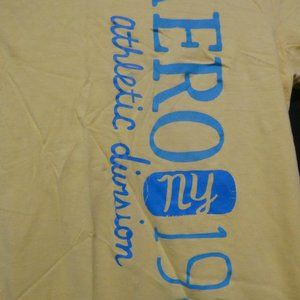 ERO NY 19
athletic division